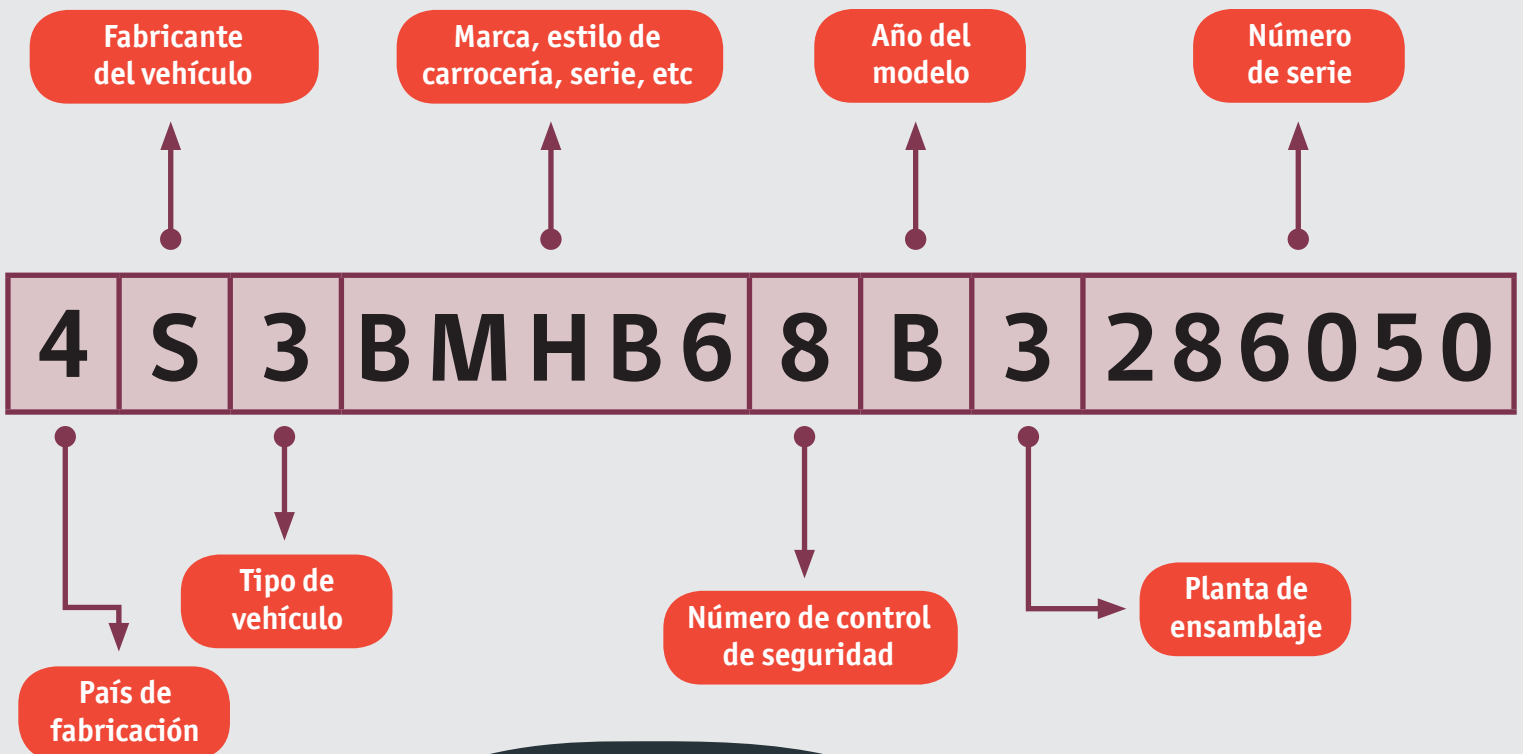 Fabricante
del vehículo
Marca, estilo de
carrocería, serie, etc
Año del
modelo
Número
de serie
4 S 3 BMHB6 8 B 3 286050
Tipo de
vehículo
Número de control
de seguridad
Planta de
ensamblaje
País de
fabricación